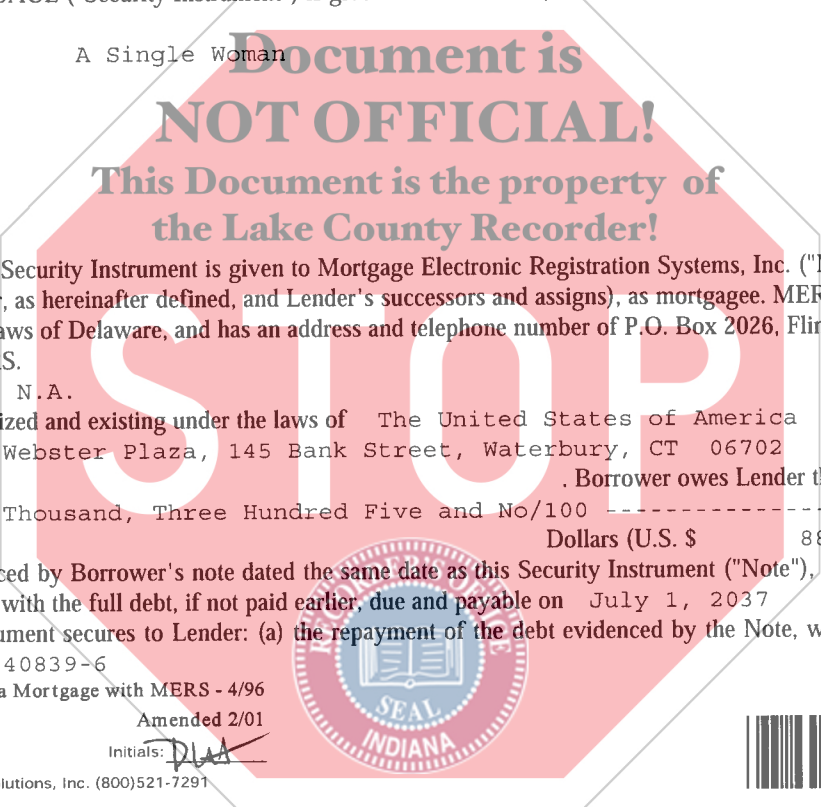 A Single Woman
Document is
NOT OFFICIAL!
This Document is the property of
the Lake County Recorder!
Security Instrument is given to Mortgage Electronic Registration Systems, Inc. ("
, as hereinafter defined, and Lender's successors and assigns), as mortgagee. MER
aws of Delaware, and has an address and telephone number of P.O. Box 2026, Flin
S.
N.A.
ized and existing under the laws of The United States of America
Webster Plaza, 145 Bank Street, Waterbury, CT 06702
. Borrower owes Lender t
Thousand, Three Hundred Five and No/100 ---------------
Dollars (U.S. $ 88
ced by Borrower's note dated the same date as this Security Instrument ("Note"),
with the full debt, if not paid earlier, due and payable on July 1, 2037
ument secures to Lender: (a) the repayment of the debt evidenced by the Note, w
40839-6
a Mortgage with MERS - 4/96
Amended 2/01
Initials:
lutions, Inc. (800)521-7291
STOP
RECORDER'S OFFICE
SEAL
INDIANA